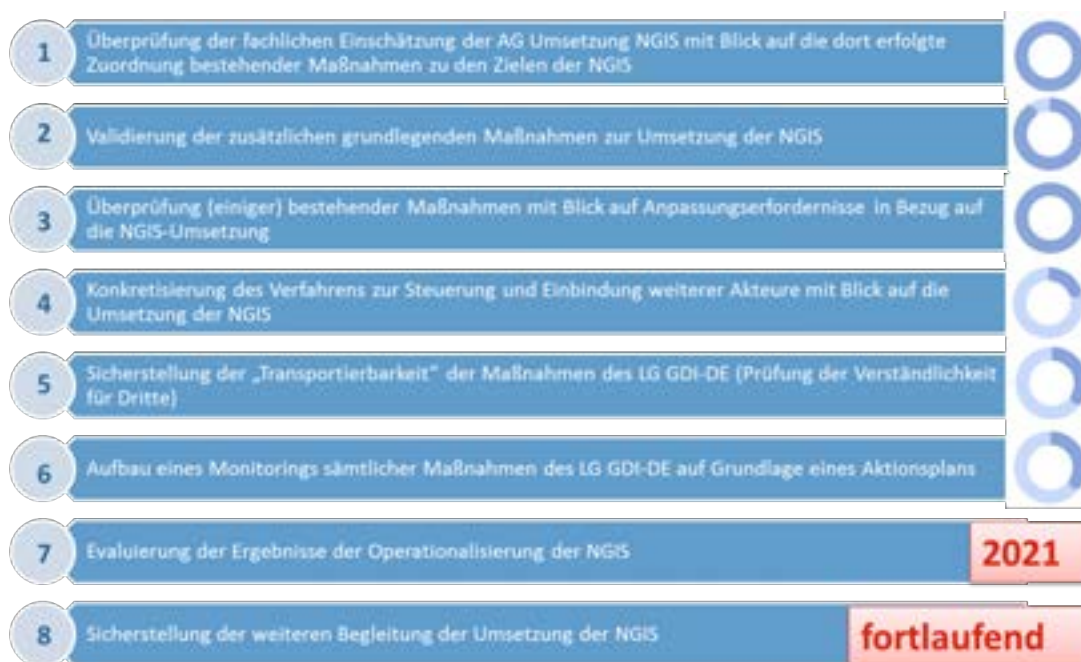 1
Überprüfung der fachlichen Einschätzung der AG Umsetzung NGIS mit Blick auf die dort erfolgte
Zuordnung bestehender Maßnahmen zu den Zielen der NGIS
2
Validierung der zusätzlichen grundlegenden Maßnahmen zur Umsetzung der NGIS
3
Überprüfung (einiger) bestehender Maßnahmen mit Blick auf Anpassungserfordernisse in Bezug auf
die NGIS-Umsetzung
4
Konkretisierung des Verfahrens zur Steuerung und Einbindung weiterer Akteure mit Blick auf die
Umsetzung der NGIS
5
Sicherstellung der „Transportierbarkeit“ der Maßnahmen des LG GDI-DE (Prüfung der Verständlichkeit
für Dritte)
6
Aufbau eines Monitorings sämtlicher Maßnahmen des LG GDI-DE auf Grundlage eines Aktionsplans
7
Evaluierung der Ergebnisse der Operationalisierung der NGIS
2021
8
Sicherstellung der weiteren Begleitung der Umsetzung der NGIS
fortlaufend